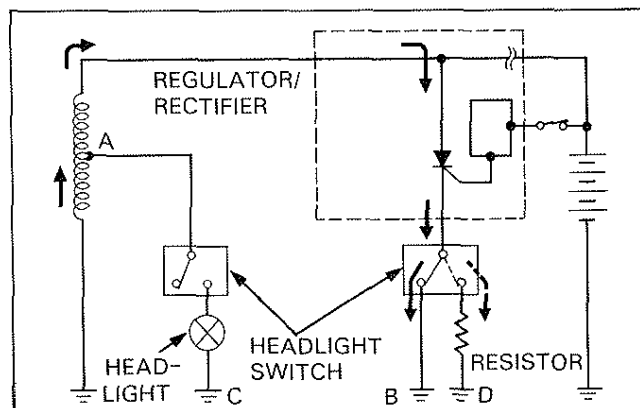 REGULATOR/
RECTIFIER
A
HEAD-
LIGHT
C
HEADLIGHT
SWITCH
B
D
RESISTOR